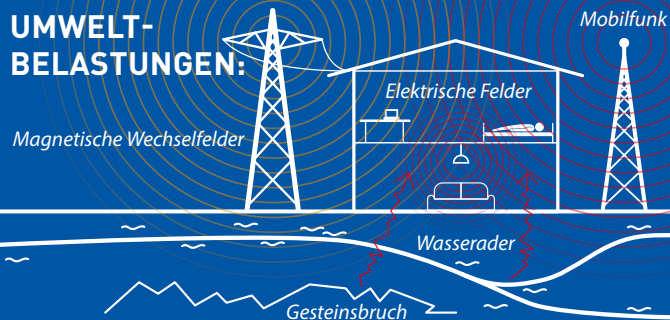 UMWELT-
BELASTUNGEN:
Mobilfunk
Elektrische Felder
Magnetische Wechselfelder
Wasserader
Gesteinsbruch